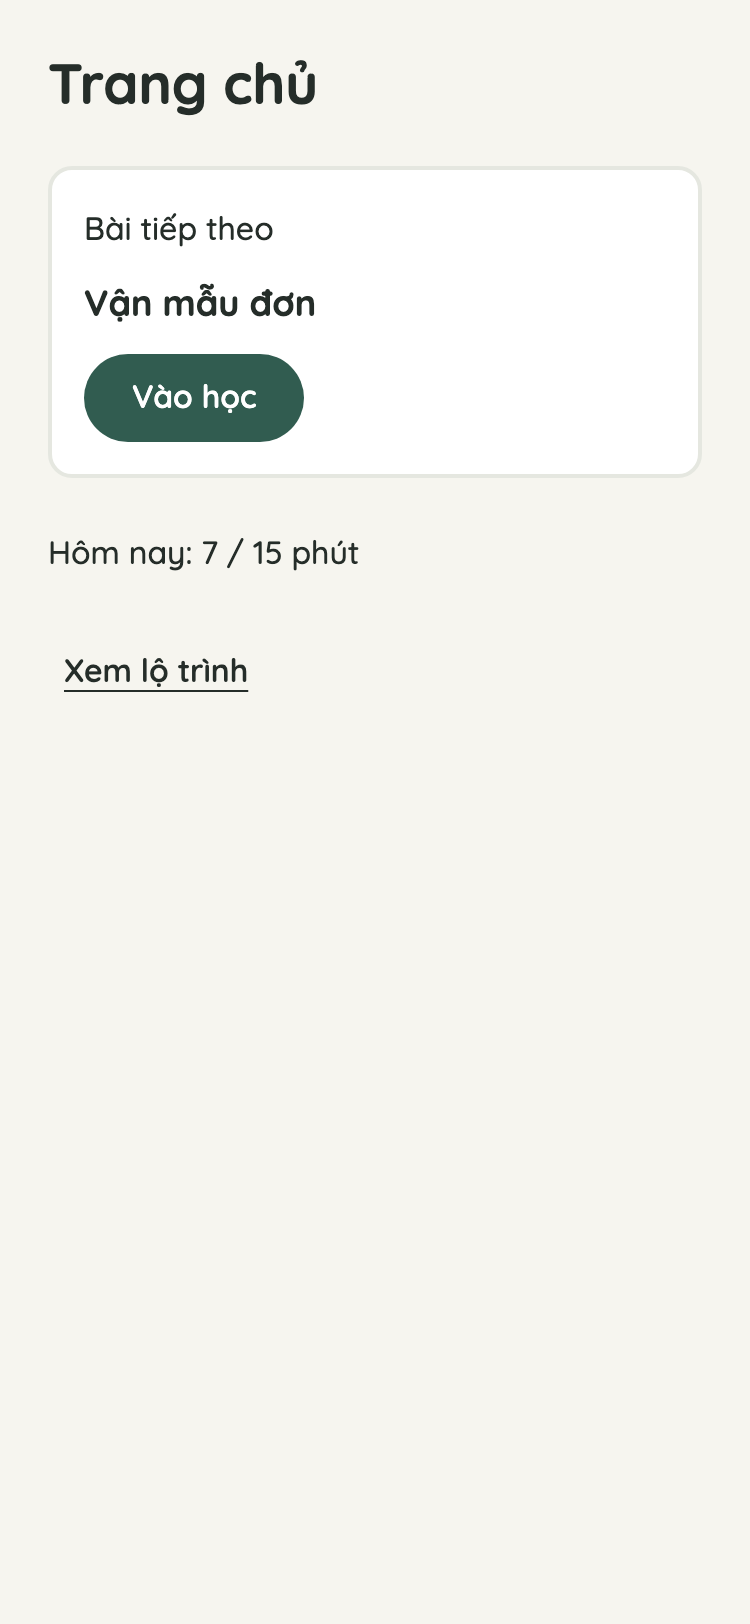 Trang chủ
Bài tiếp theo
Vận mẫu đơn
Vào học
Hôm nay: 7 / 15 phút
Xem lộ trình